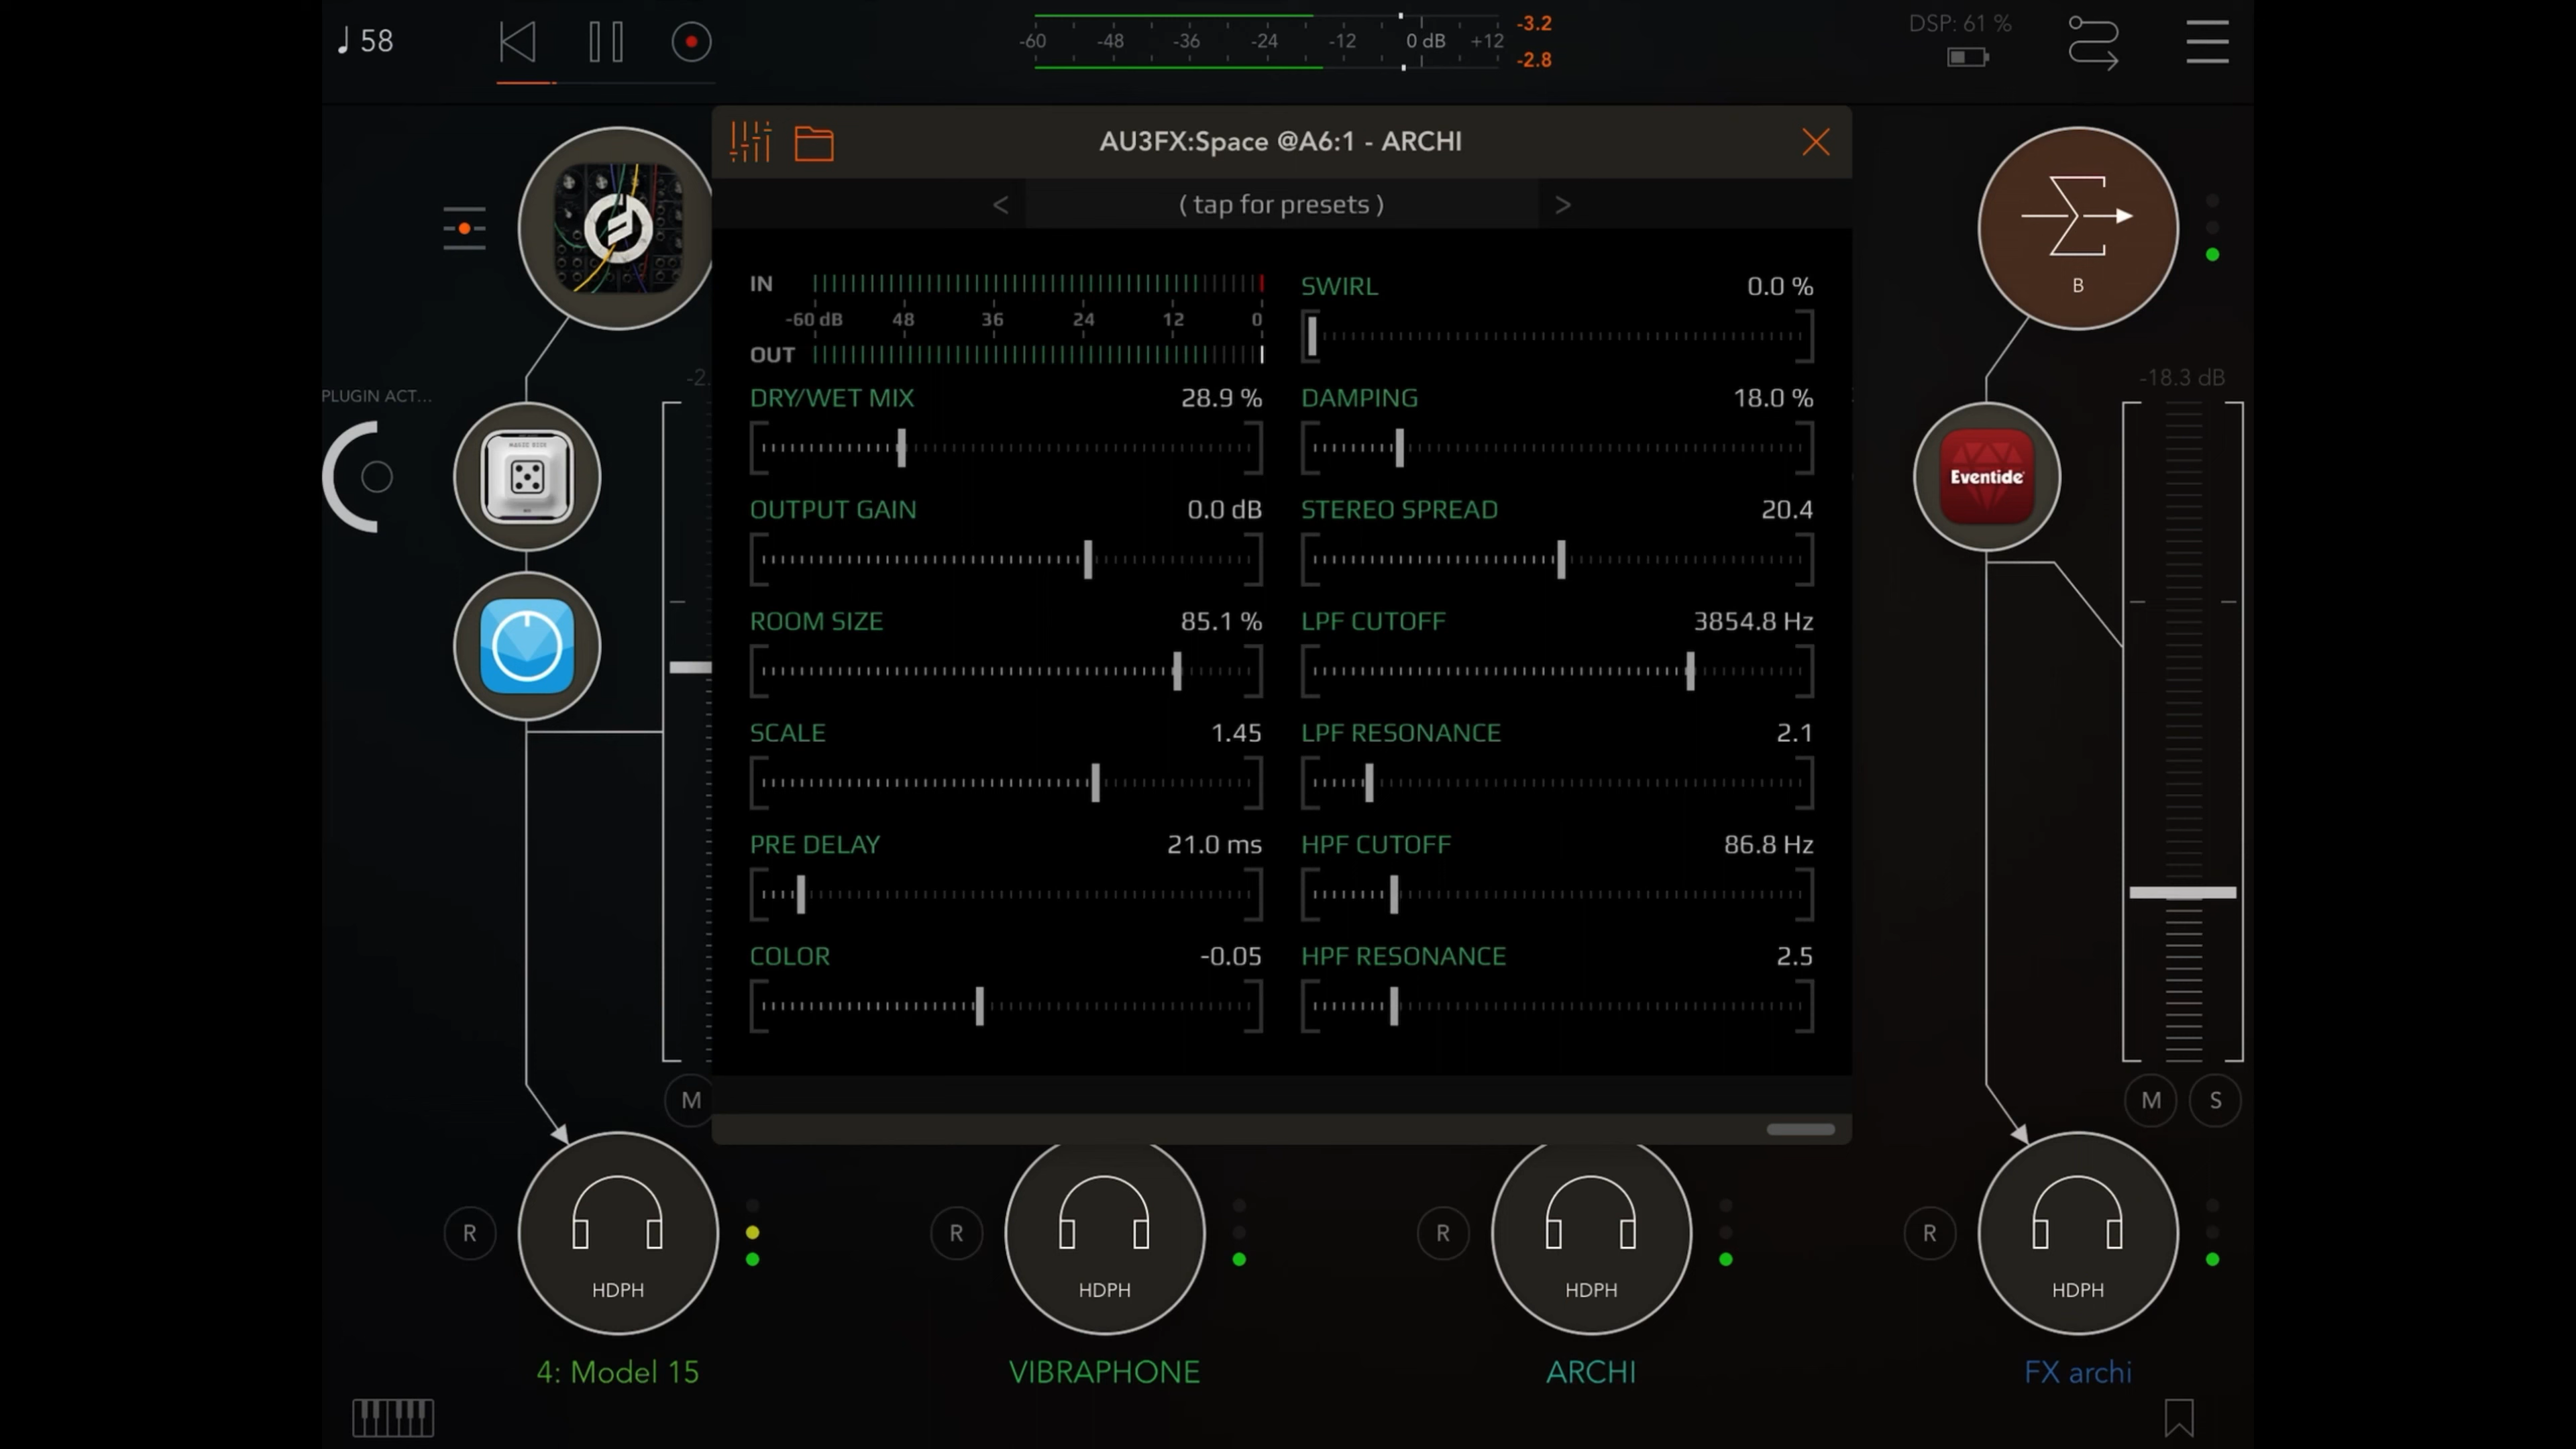 58
-60 -48 -36 -24 -12 0 dB +12
-3.2
-2.8
DSP: 61 %
AU3FX:Space @A6:1 - ARCHI
< ( tap for presets ) >
IN
-60 dB 48 36 24 12 0
OUT
DRY/WET MIX 28.9 %
OUTPUT GAIN 0.0 dB
ROOM SIZE 85.1 %
SCALE 1.45
PRE DELAY 21.0 ms
COLOR -0.05
SWIRL 0.0 %
DAMPING 18.0 %
STEREO SPREAD 20.4
LPF CUTOFF 3854.8 Hz
LPF RESONANCE 2.1
HPF CUTOFF 86.8 Hz
HPF RESONANCE 2.5
PLUGIN ACT...
-2.
B
-18.3 dB
Eventide
M
M S
R HDPH R HDPH R HDPH R HDPH
4: Model 15 VIBRAPHONE ARCHI FX archi